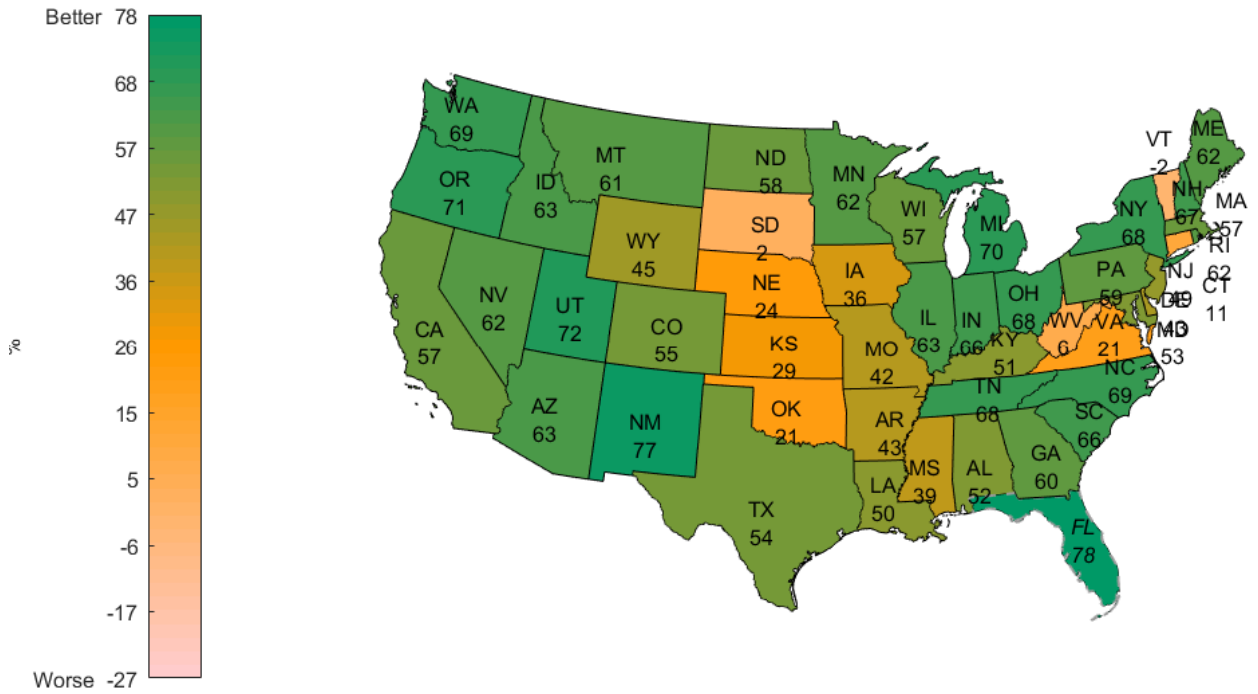 Better 78
68
57
47
36
26
15
5
-6
-17
Worse -27
%
WA
69
OR
71
ID
63
MT
61
ND
58
MN
62
SD
2
WY
45
WI
57
MI
70
VT
-2
ME
62
NH
67
MA
57
NY
68
RI
62
CT
11
NJ
49
PA
59
DE
43
MD
53
NE
24
IA
36
NV
62
UT
72
CO
55
CA
57
KS
29
MO
42
IL
63
IN
66
OH
68
WV
6
VA
21
KY
51
NC
69
TN
68
SC
66
AZ
63
NM
77
OK
21
AR
43
TX
54
LA
50
MS
39
AL
52
GA
60
FL
78